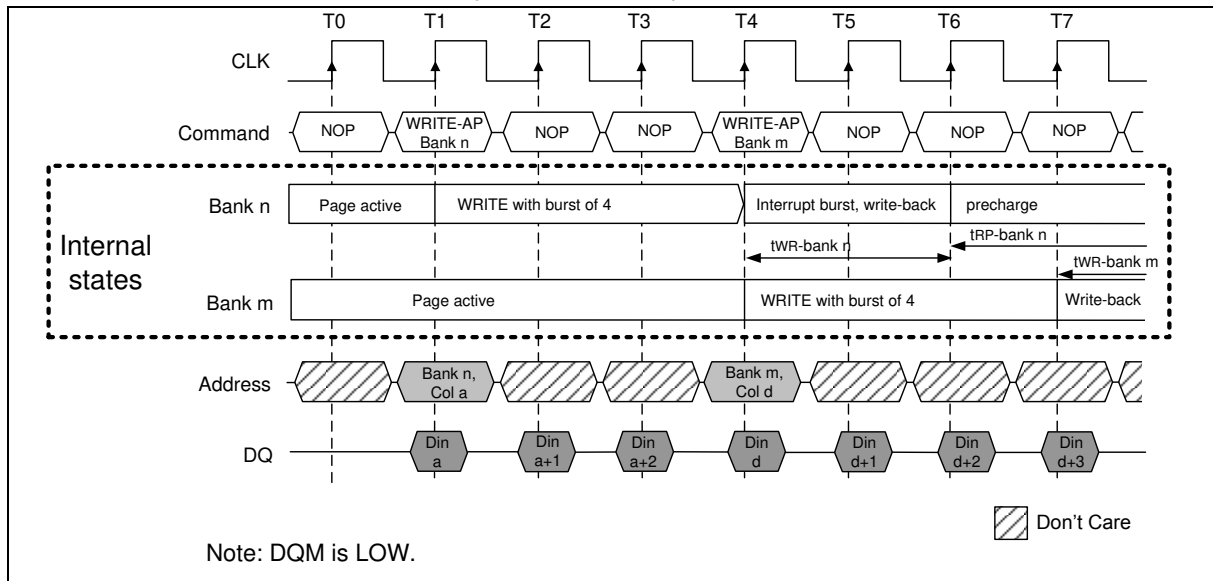 T0 T1 T2 T3 T4 T5 T6 T7
CLK
Command NOP WRITE-AP Bank n NOP NOP WRITE-AP Bank m NOP NOP NOP
Internal states
Bank n Page active WRITE with burst of 4 Interrupt burst, write-back precharge
tWR-bank n tRP-bank n
tWR-bank m
Bank m Page active WRITE with burst of 4 Write-back
Address Bank n, Col a Bank m, Col d
DQ Din a Din a+1 Din a+2 Din d Din d+1 Din d+2 Din d+3
Don't Care
Note: DQM is LOW.